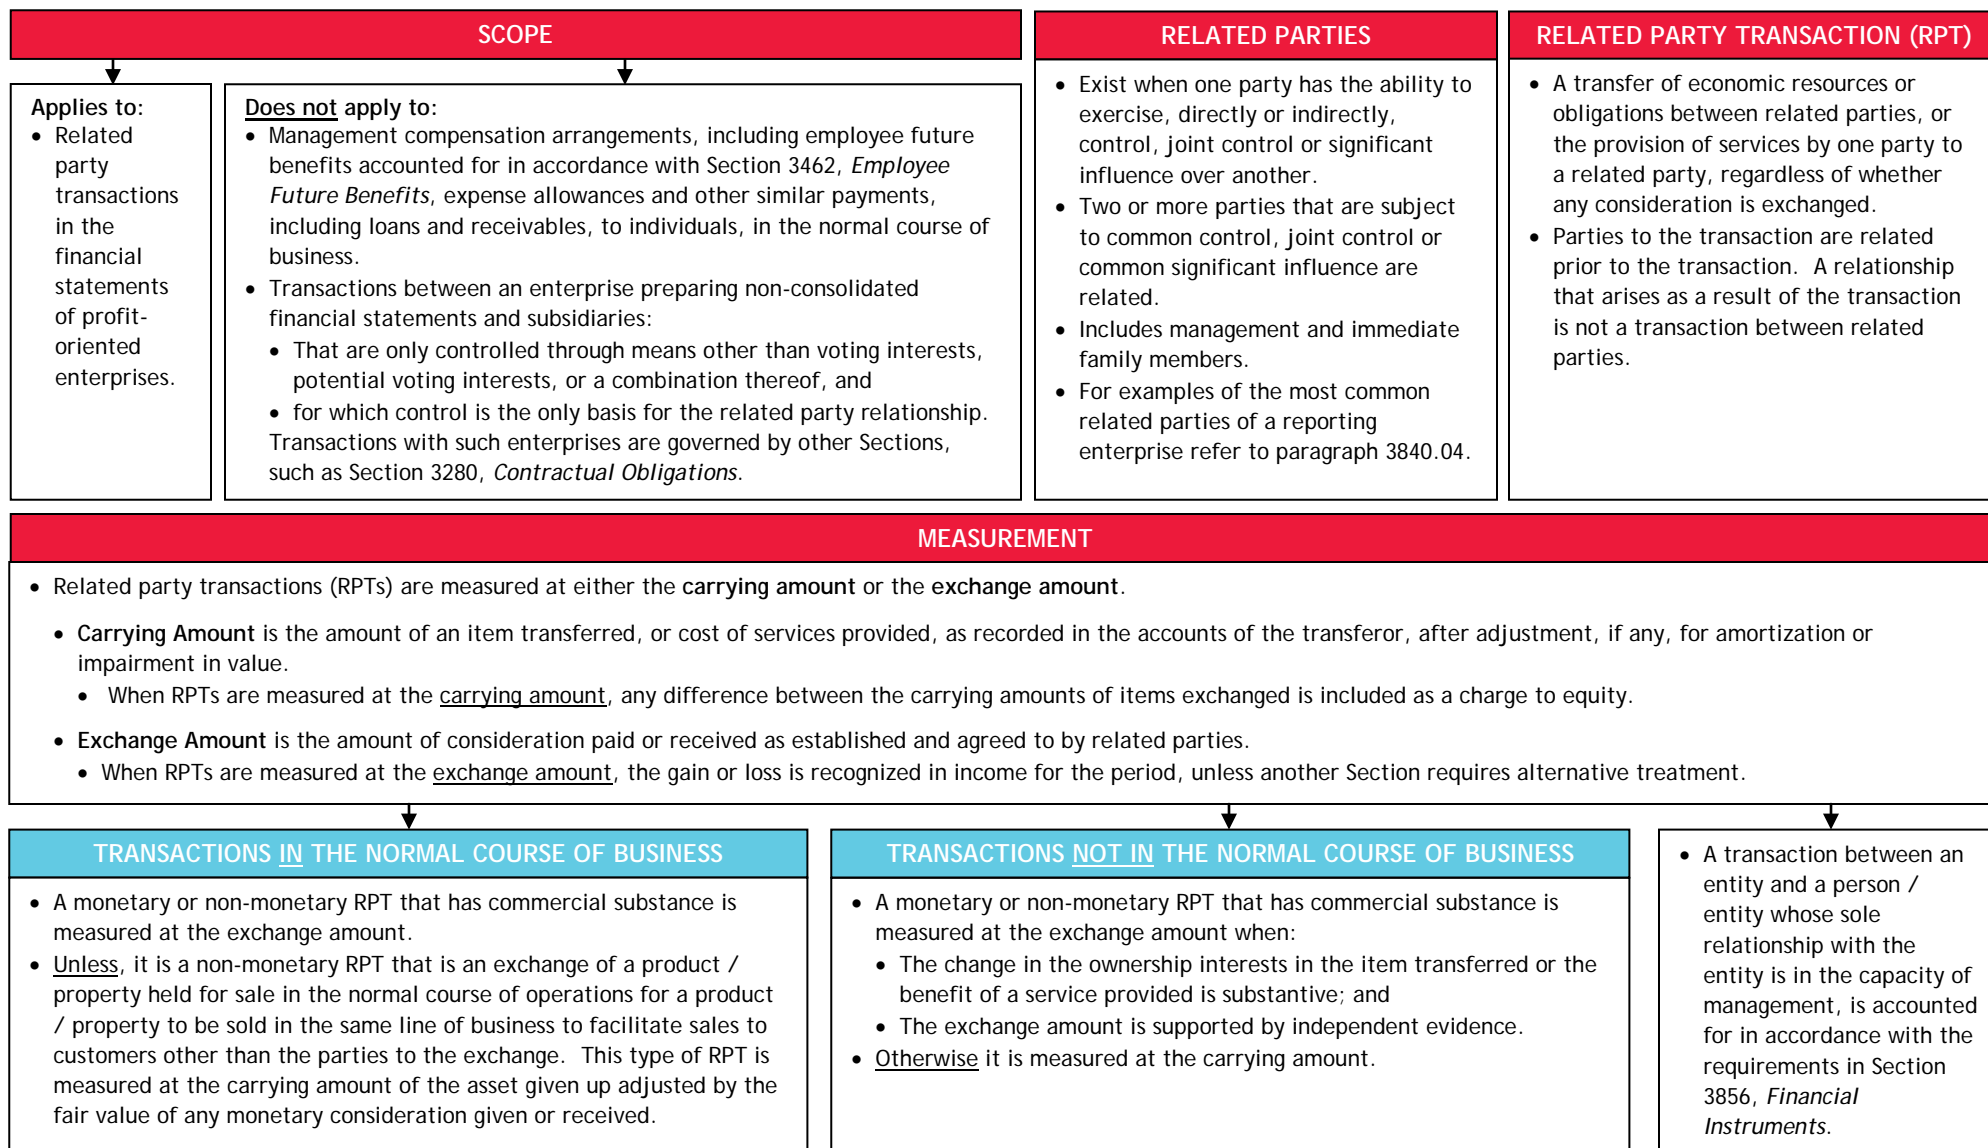 SCOPE
Applies to:
• Related
party
transactions
in the
financial
statements
of profit-
oriented
enterprises.
Does not apply to:
• Management compensation arrangements, including employee future
benefits accounted for in accordance with Section 3462, Employee
Future Benefits, expense allowances and other similar payments,
including loans and receivables, to individuals, in the normal course of
business.
• Transactions between an enterprise preparing non-consolidated
financial statements and subsidiaries:
• That are only controlled through means other than voting interests,
potential voting interests, or a combination thereof, and
• for which control is the only basis for the related party relationship.
Transactions with such enterprises are governed by other Sections,
such as Section 3280, Contractual Obligations.
RELATED PARTIES
• Exist when one party has the ability to
exercise, directly or indirectly,
control, joint control or significant
influence over another.
• Two or more parties that are subject
to common control, joint control or
common significant influence are
related.
• Includes management and immediate
family members.
• For examples of the most common
related parties of a reporting
enterprise refer to paragraph 3840.04.
RELATED PARTY TRANSACTION (RPT)
• A transfer of economic resources or
obligations between related parties, or
the provision of services by one party to
a related party, regardless of whether
any consideration is exchanged.
• Parties to the transaction are related
prior to the transaction. A relationship
that arises as a result of the transaction
is not a transaction between related
parties.
MEASUREMENT
• Related party transactions (RPTs) are measured at either the carrying amount or the exchange amount.
• Carrying Amount is the amount of an item transferred, or cost of services provided, as recorded in the accounts of the transferor, after adjustment, if any, for amortization or
impairment in value.
• When RPTs are measured at the carrying amount, any difference between the carrying amounts of items exchanged is included as a charge to equity.
• Exchange Amount is the amount of consideration paid or received as established and agreed to by related parties.
• When RPTs are measured at the exchange amount, the gain or loss is recognized in income for the period, unless another Section requires alternative treatment.
TRANSACTIONS IN THE NORMAL COURSE OF BUSINESS
• A monetary or non-monetary RPT that has commercial substance is
measured at the exchange amount.
• Unless, it is a non-monetary RPT that is an exchange of a product /
property held for sale in the normal course of operations for a product
/ property to be sold in the same line of business to facilitate sales to
customers other than the parties to the exchange. This type of RPT is
measured at the carrying amount of the asset given up adjusted by the
fair value of any monetary consideration given or received.
TRANSACTIONS NOT IN THE NORMAL COURSE OF BUSINESS
• A monetary or non-monetary RPT that has commercial substance is
measured at the exchange amount when:
• The change in the ownership interests in the item transferred or the
benefit of a service provided is substantive; and
• The exchange amount is supported by independent evidence.
• Otherwise it is measured at the carrying amount.
• A transaction between an
entity and a person /
entity whose sole
relationship with the
entity is in the capacity of
management, is accounted
for in accordance with the
requirements in Section
3856, Financial
Instruments.